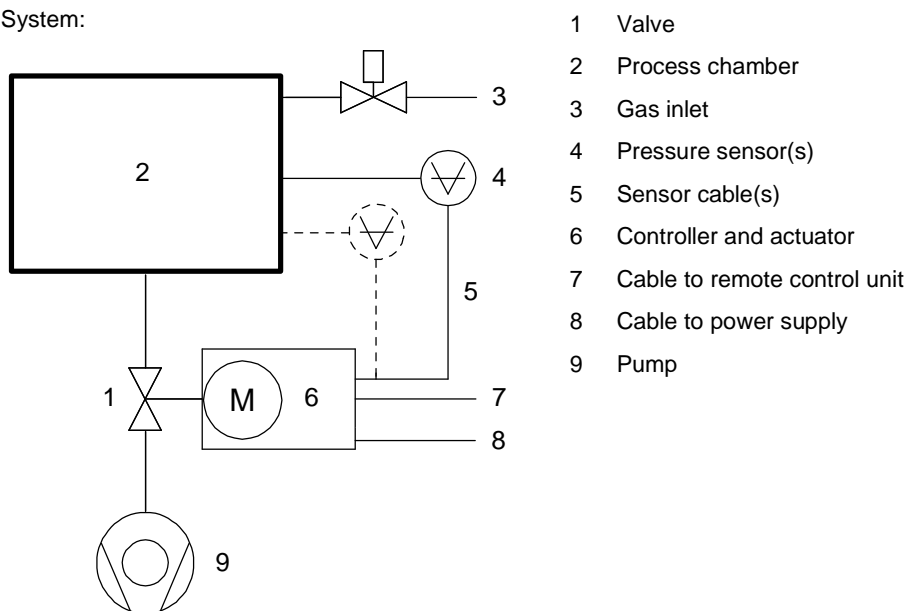 System:
1 Valve
2 Process chamber
3 Gas inlet
4 Pressure sensor(s)
5 Sensor cable(s)
6 Controller and actuator
7 Cable to remote control unit
8 Cable to power supply
9 Pump
3
2
4
5
1
M
6
7
8
9